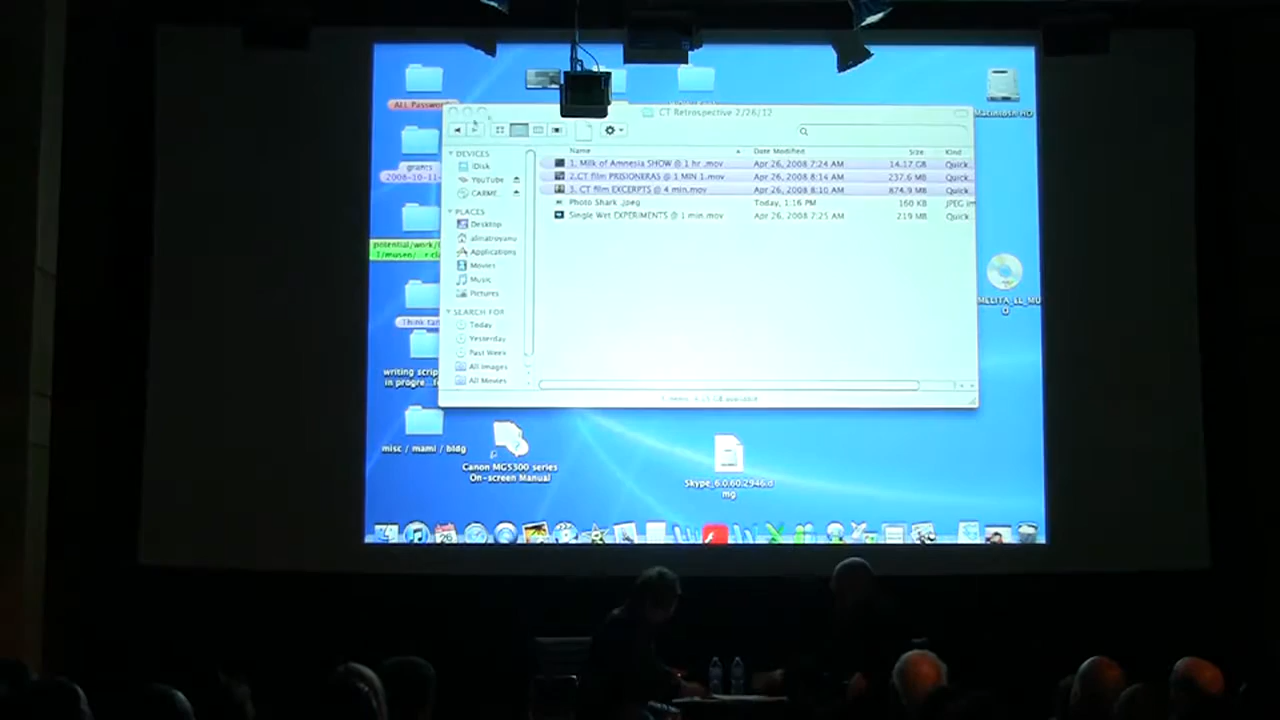 ALL Passwords
grants
2008-10-11-
potential/work/
1/museu/
Think tan
writing scrip
in progre...
misc / mami / bldg
Canon MG5300 series
On-screen Manual
Skype_6.0.60.2946.d
mg
Macintosh HD
CT Retrospective 2/26/12
DEVICES
iDisk
YOUTUBE
CARME...
PLACES
Desktop
alinatroyano
Applications
Movies
Music
Pictures
SEARCH FOR
Today
Yesterday
Past Week
All Images
All Movies
Name Date Modified Size Kind
1. Milk of Amnesia SHOW @ 1 hr .mov Apr 26, 2008 7:24 AM 14.17 GB Quick...
2.CT film PRISIONERAS @ 1 MIN 1.mov Apr 26, 2008 8:14 AM 237.6 MB Quick...
3. CT film EXCERPTS @ 4 min.mov Apr 26, 2008 8:10 AM 874.9 MB Quick...
Photo Shark .jpeg Today, 1:16 PM 160 KB JPEG im
Single Wet EXPERIMENTS @ 1 min.mov Apr 26, 2008 7:25 AM 219 MB Quick...